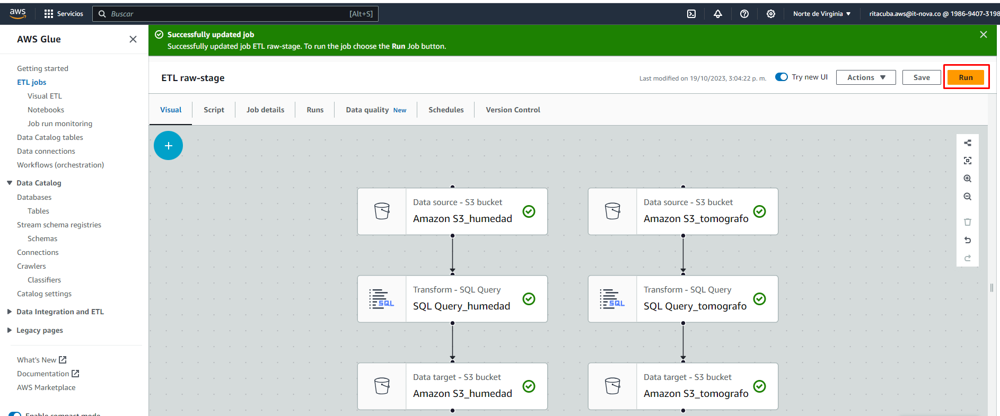 aws
Servicios
Buscar
[Alt+S]
Norte de Virginia
ritacuba.aws@it-nova.co @ 1986-9407-3198
AWS Glue
Successfully updated job
Successfully updated job ETL raw-stage. To run the job choose the Run Job button.
Getting started
ETL jobs
Visual ETL
Notebooks
Job run monitoring
Data Catalog tables
Data connections
Workflows (orchestration)
Data Catalog
Databases
Tables
Stream schema registries
Schemas
Connections
Crawlers
Classifiers
Catalog settings
Data Integration and ETL
Legacy pages
What's New
Documentation
AWS Marketplace
Enable compact mode
ETL raw-stage
Last modified on 19/10/2023, 3:04:22 p. m.
Try new UI
Actions
Save
Run
Visual
Script
Job details
Runs
Data quality New
Schedules
Version Control
Data source - S3 bucket
Amazon S3_humedad
Data source - S3 bucket
Amazon S3_tomografo
SQL
Transform - SQL Query
SQL Query_humedad
SQL
Transform - SQL Query
SQL Query_tomografo
Data target - S3 bucket
Amazon S3_humedad
Data target - S3 bucket
Amazon S3_tomografo